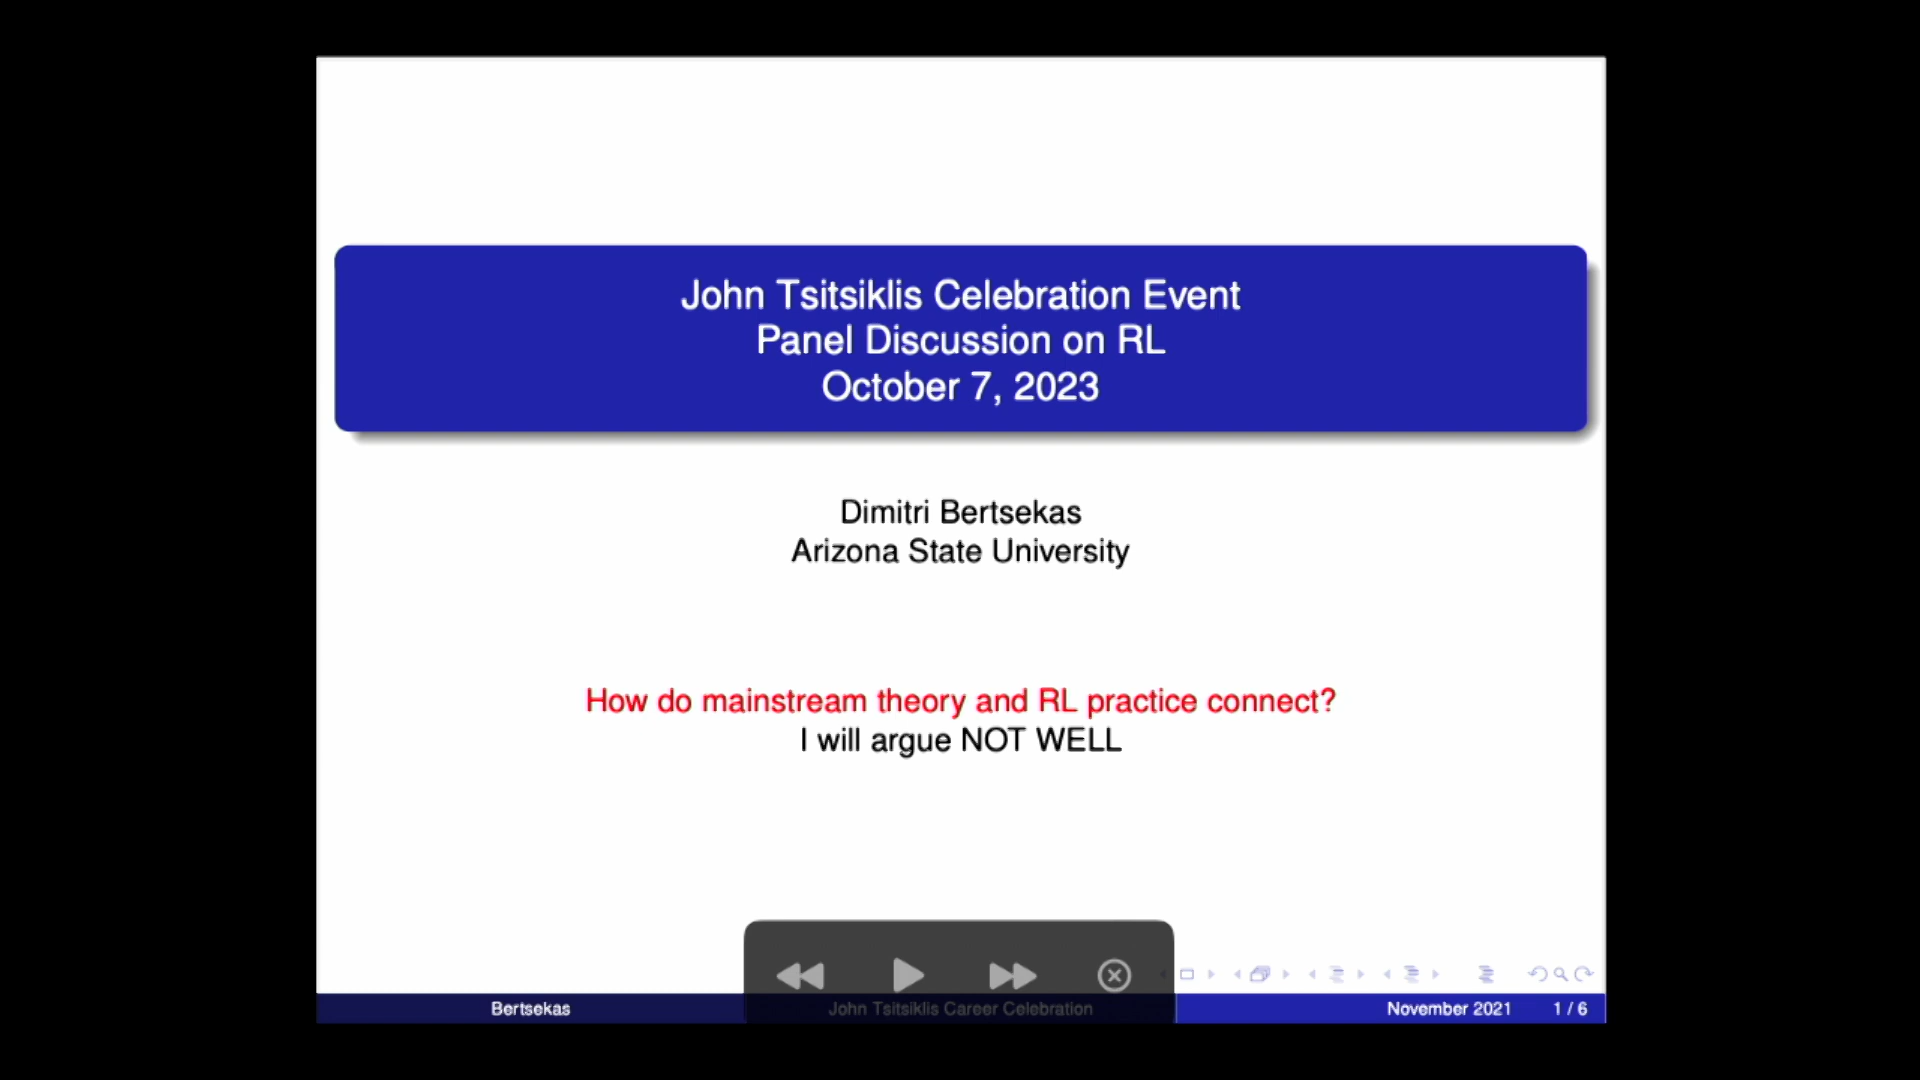 John Tsitsiklis Celebration Event
Panel Discussion on RL
October 7, 2023
Dimitri Bertsekas
Arizona State University
How do mainstream theory and RL practice connect?
I will argue NOT WELL
Bertsekas John Tsitsiklis Career Celebration November 2021 1 / 6